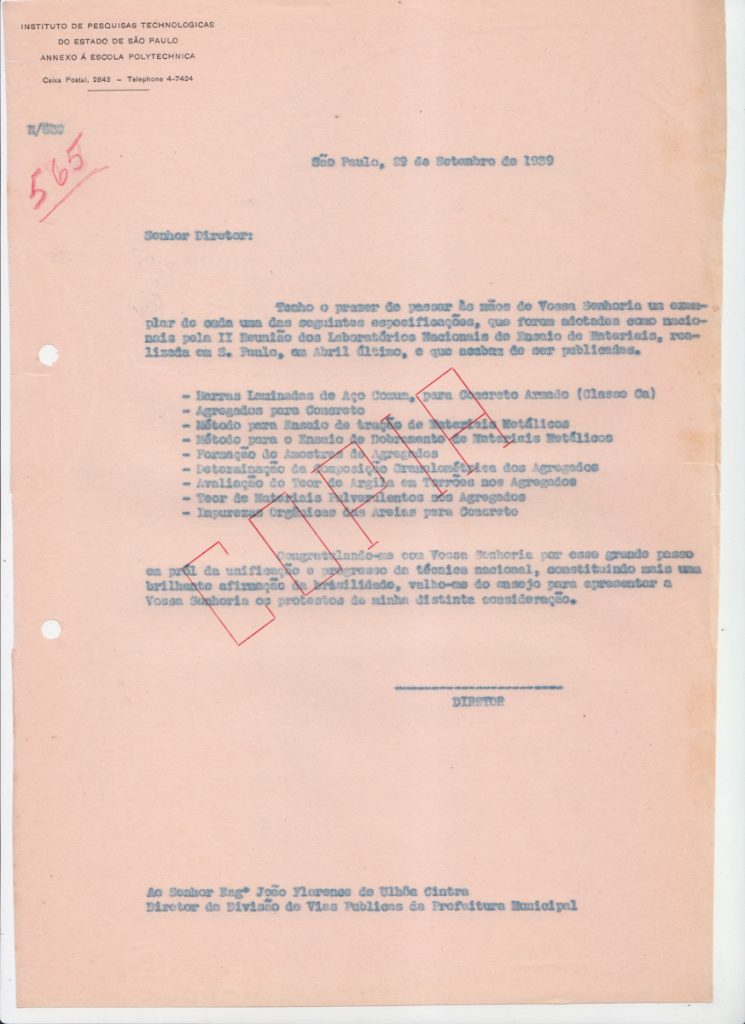 INSTITUTO DE PESQUISAS TECHNOLOGICAS
DO ESTADO DE SÃO PAULO
ANNEXO Á ESCOLA POLYTECHNICA
Caixa Postal, 2643 – Telephone 4-7424
565
São Paulo, 29 de Setembro de 1939
Senhor Diretor:
Tenho o prazer de passar às mãos de Vossa Senhoria um exem-
plar de cada uma das seguintes especificações, que foram adotadas como nacio-
nais pela II Reunião dos Laboratórios Nacionais de Ensaio de Materiais, rea-
lizada em S. Paulo, em Abril último, e que acabam de ser publicadas.
- Barras Laminadas de Aço Comum, para Concreto Armado (Classe Ca)
- Agregados para Concreto
- Método para Ensaio de tração de Materiais Metálicos
- Método para o Ensaio de Dobramento de Materiais Metálicos
- Formação de Amostras de Agregados
- Determinação da Composição Granulométrica dos Agregados
- Avaliação do Teor de Argila em Torrões nos Agregados
- Teor de Materiais Pulverulentos nos Agregados
- Impurezas Orgânicas das Areias para Concreto
COPIA
Congratulando-me com Vossa Senhoria por esse grande passo
em pról da unificação e progresso da técnica nacional, constituindo mais uma
brilhante afirmação da brasilidade, valho-me do ensejo para apresentar a
Vossa Senhoria os protestos de minha distinta consideração.
DIRETOR
Ao Senhor Engº João Florence de Ulhôa Cintra
Diretor da Divisão de Vias Publicas da Prefeitura Municipal